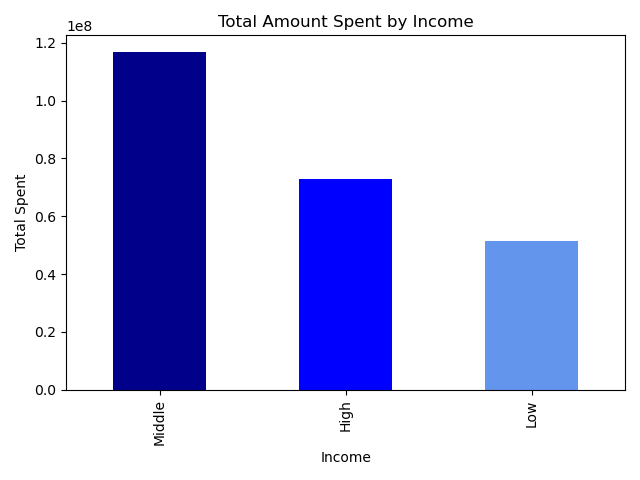 Total Amount Spent by Income
1e8
1.2
1.0
0.8
0.6
0.4
0.2
0.0
Total Spent
Middle
High
Low
Income